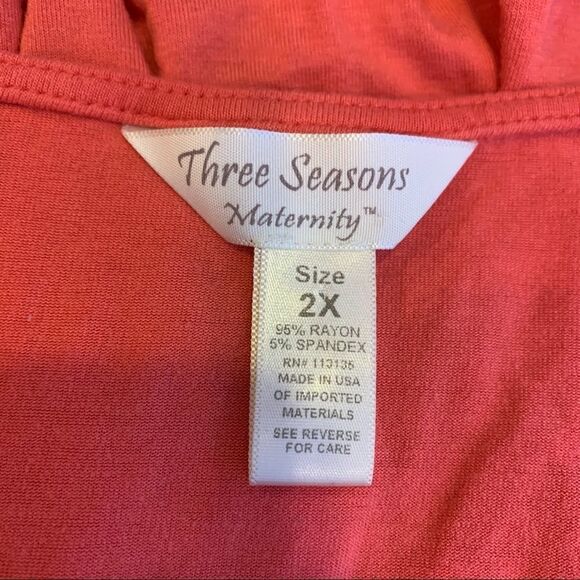 Three Seasons
Maternity™
Size
2X
95% RAYON
5% SPANDEX
RN# 113135
MADE IN USA
OF IMPORTED
MATERIALS
SEE REVERSE
FOR CARE